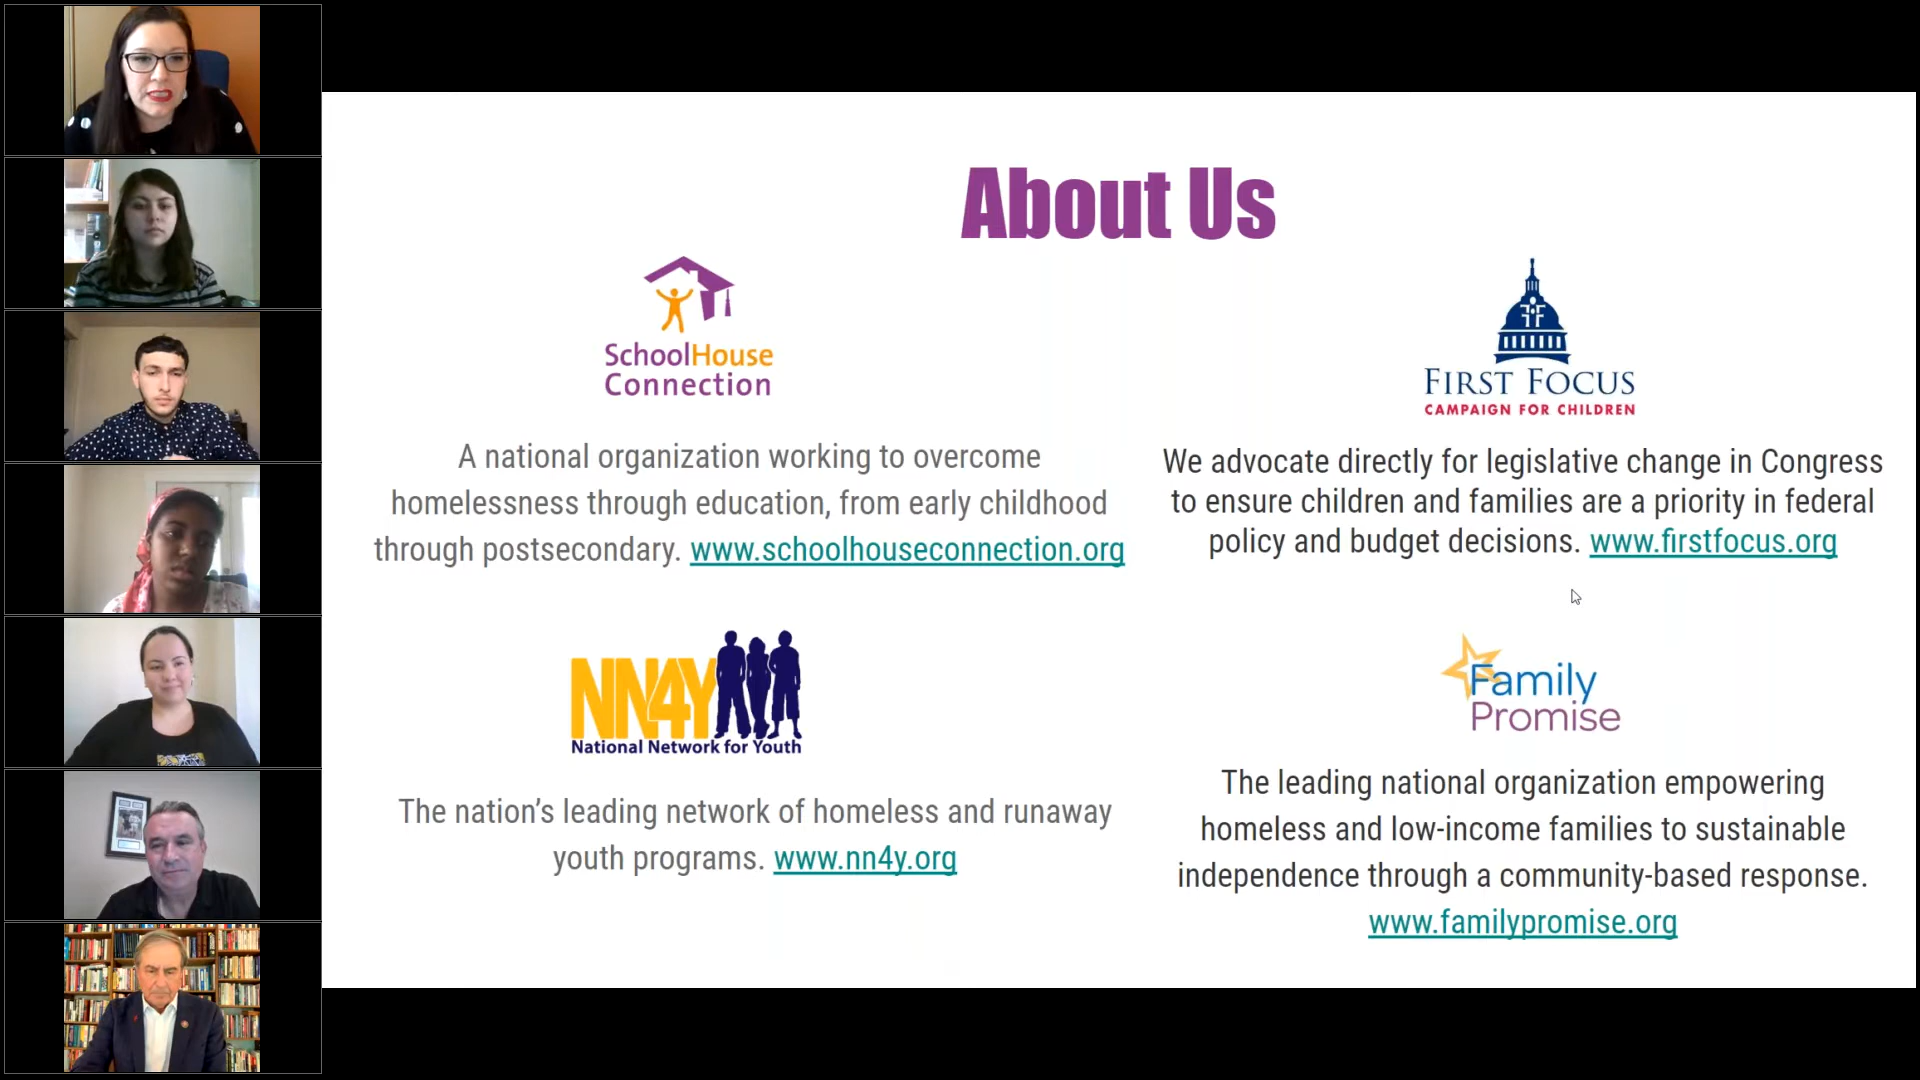 About Us
SchoolHouse
Connection
A national organization working to overcome
homelessness through education, from early childhood
through postsecondary. www.schoolhouseconnection.org
FIRST FOCUS
CAMPAIGN FOR CHILDREN
We advocate directly for legislative change in Congress
to ensure children and families are a priority in federal
policy and budget decisions. www.firstfocus.org
NN4Y
National Network for Youth
The nation’s leading network of homeless and runaway
youth programs. www.nn4y.org
Family
Promise
The leading national organization empowering
homeless and low-income families to sustainable
independence through a community-based response.
www.familypromise.org